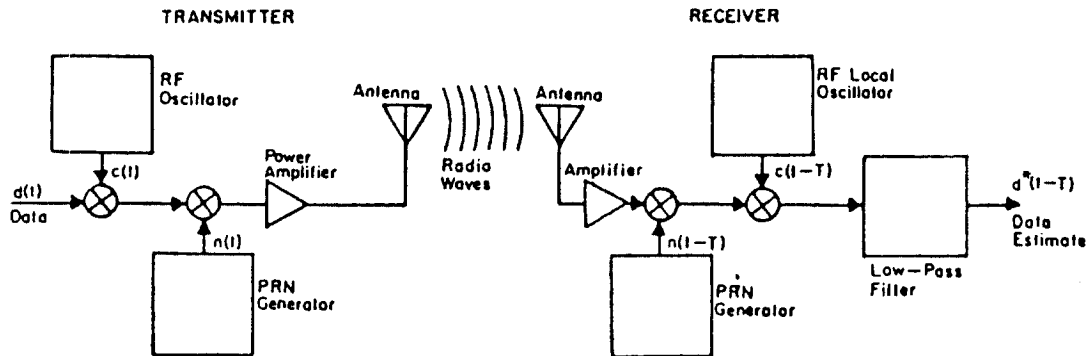 TRANSMITTER
RECEIVER
RF
Oscillator
RF Local
Oscillator
Antenna
Antenna
Radio
Waves
Power
Amplifier
Amplifier
c(t)
c(t-T)
d(t)
Data
d*(t-T)
Data
Estimate
n(t)
n(t-T)
PRN
Generator
PRN
Generator
Low-Pass
Filter